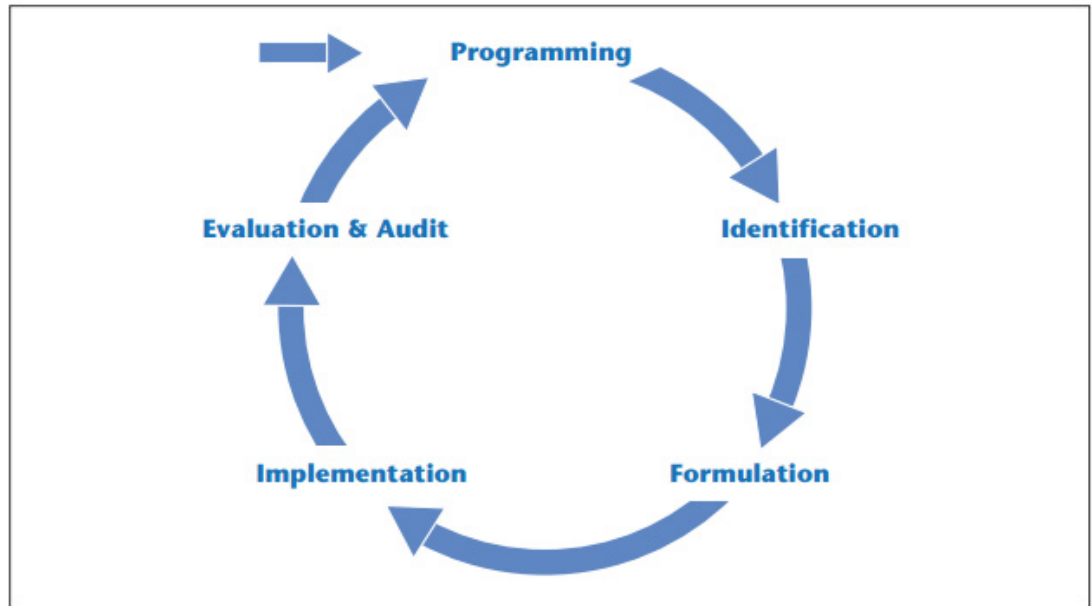 Programming
Identification
Formulation
Implementation
Evaluation & Audit